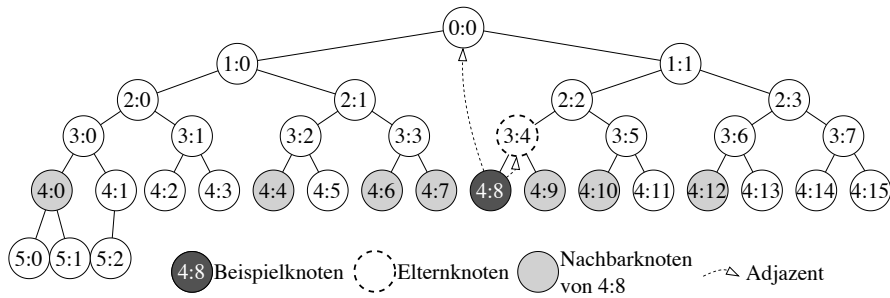 0:0
1:0 1:1
2:0 2:1 2:2 2:3
3:0 3:1 3:2 3:3 3:4 3:5 3:6 3:7
4:0 4:1 4:2 4:3 4:4 4:5 4:6 4:7 4:8 4:9 4:10 4:11 4:12 4:13 4:14 4:15
5:0 5:1 5:2
4:8 Beispielknoten Elternknoten Nachbarknoten von 4:8 Adjazent